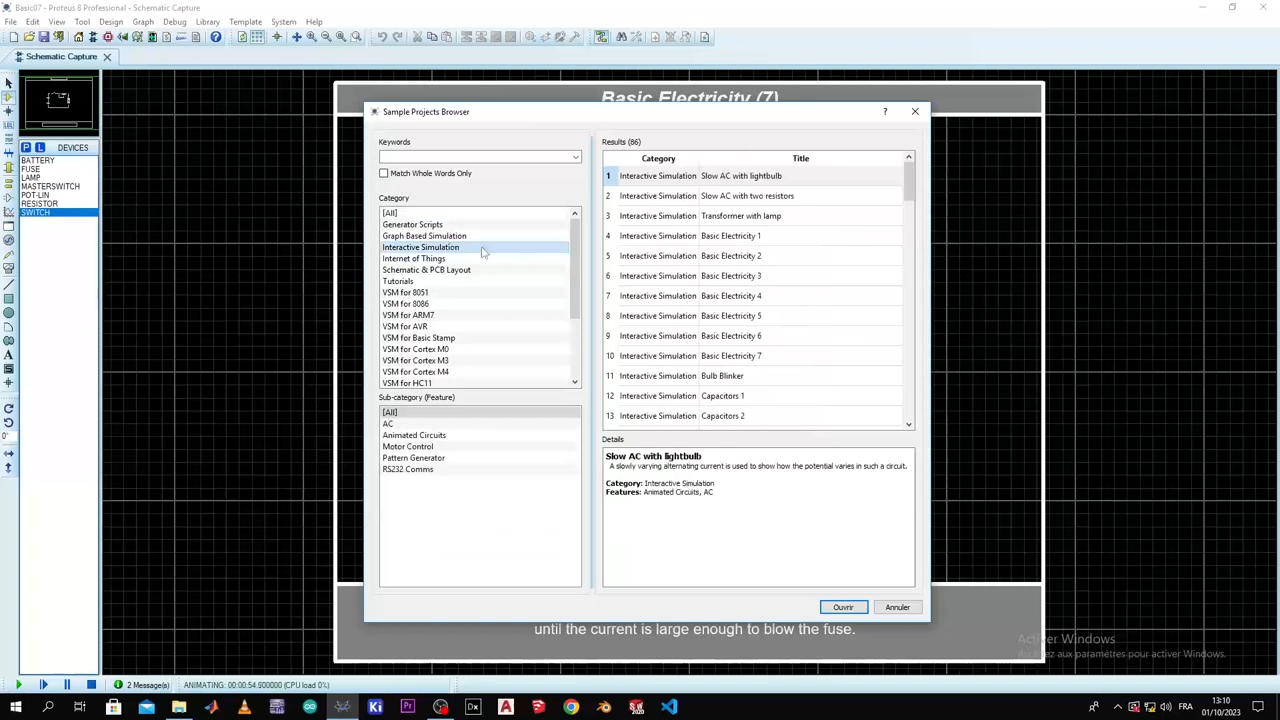 Basic07 - Proteus 8 Professional - Schematic Capture
File Edit View Tool Design Graph Debug Library Template System Help
Schematic Capture
DEVICES
BATTERY
FUSE
LAMP
MASTERSWITCH
POT-LIN
RESISTOR
SWITCH
Basic Electricity (7)
Sample Projects Browser
Keywords
Match Whole Words Only
Category
[All]
Generator Scripts
Graph Based Simulation
Interactive Simulation
Internet of Things
Schematic & PCB Layout
Tutorials
VSM for 8051
VSM for 8086
VSM for ARM7
VSM for AVR
VSM for Basic Stamp
VSM for Cortex M0
VSM for Cortex M3
VSM for Cortex M4
VSM for HC11
Sub-category (Feature)
[All]
AC
Animated Circuits
Motor Control
Pattern Generator
RS232 Comms
Results (86)
Category Title
1 Interactive Simulation Slow AC with lightbulb
2 Interactive Simulation Slow AC with two resistors
3 Interactive Simulation Transformer with lamp
4 Interactive Simulation Basic Electricity 1
5 Interactive Simulation Basic Electricity 2
6 Interactive Simulation Basic Electricity 3
7 Interactive Simulation Basic Electricity 4
8 Interactive Simulation Basic Electricity 5
9 Interactive Simulation Basic Electricity 6
10 Interactive Simulation Basic Electricity 7
11 Interactive Simulation Bulb Blinker
12 Interactive Simulation Capacitors 1
13 Interactive Simulation Capacitors 2
Details
Slow AC with lightbulb
A slowly varying alternating current is used to show how the potential varies in such a circuit.
Category: Interactive Simulation
Features: Animated Circuits, AC
Ouvrir Annuler
until the current is large enough to blow the fuse.
Activer Windows
Accédez aux paramètres pour activer Windows.
2 Message(s) ANIMATING: 00:00:54.900000 (CPU load 0%)
FRA
13:10
01/10/2023